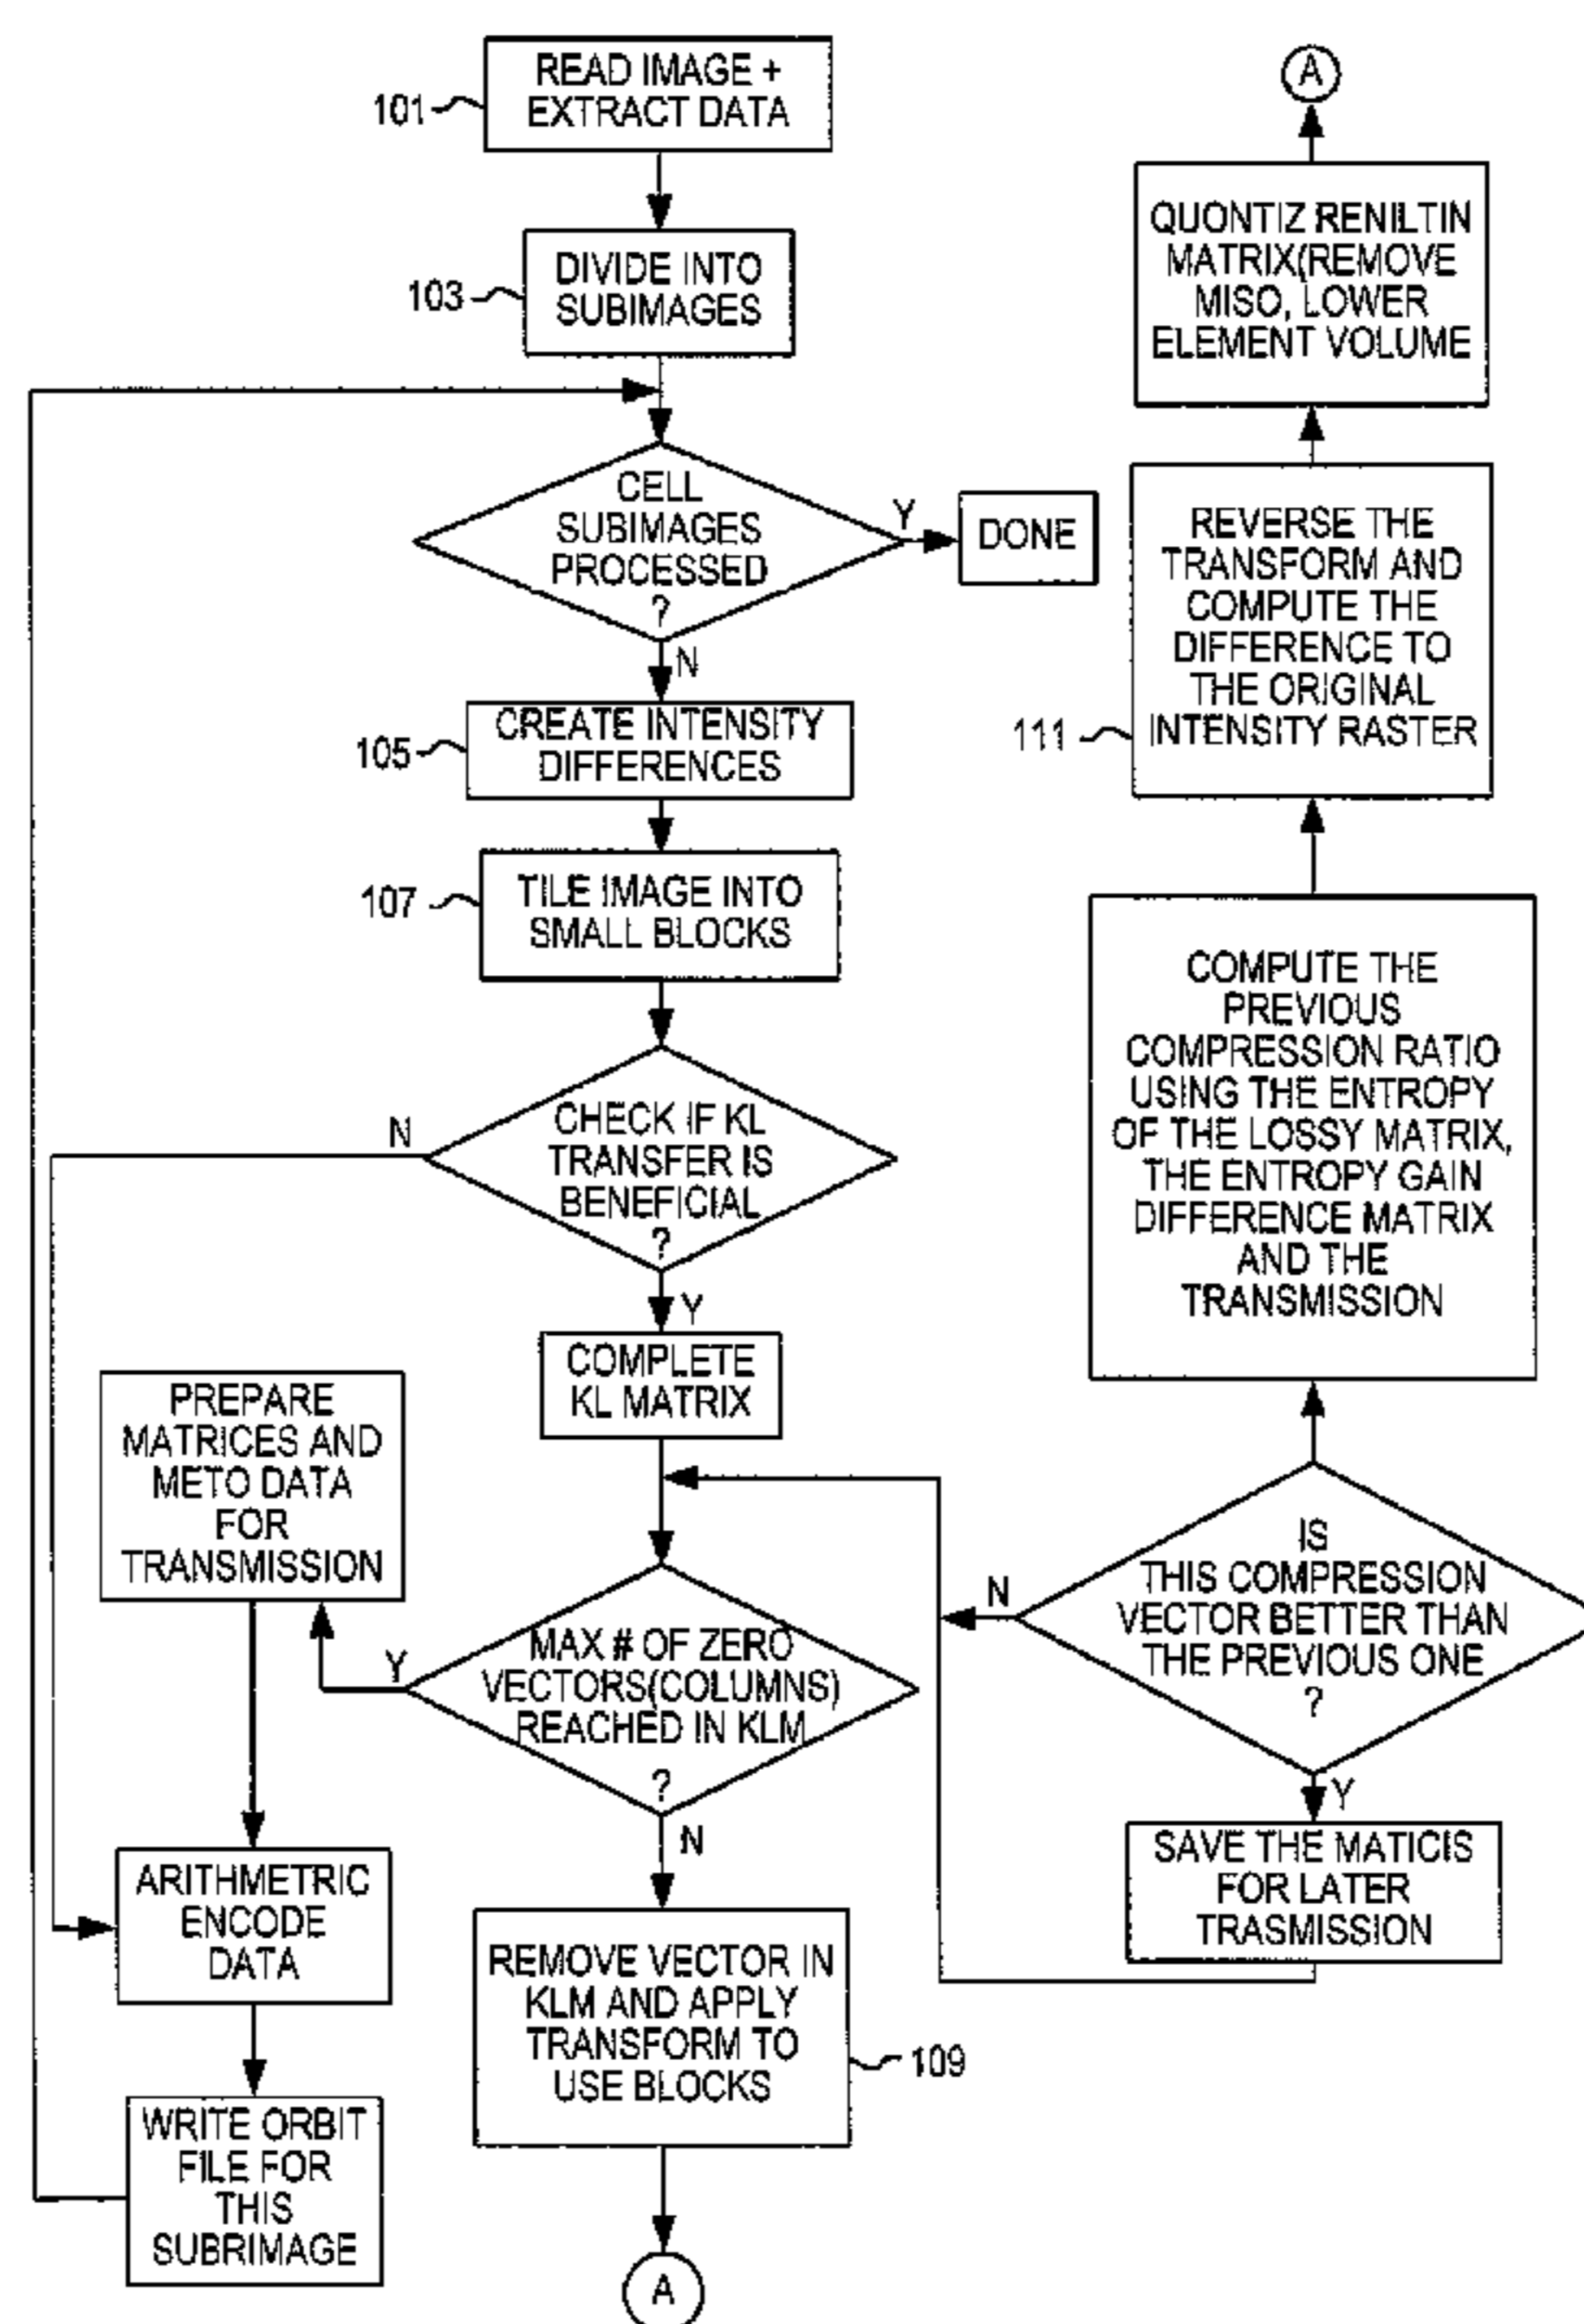 READ IMAGE +
EXTRACT DATA
101
DIVIDE INTO
SUBIMAGES
103
CELL
SUBIMAGES
PROCESSED
?
Y
DONE
N
CREATE INTENSITY
DIFFERENCES
105
TILE IMAGE INTO
SMALL BLOCKS
107
CHECK IF KL
TRANSFER IS
BENEFICIAL
?
N
Y
COMPLETE
KL MATRIX
PREPARE
MATRICES AND
METO DATA
FOR
TRANSMISSION
MAX # OF ZERO
VECTORS(COLUMNS)
REACHED IN KLM
?
Y
N
ARITHMETRIC
ENCODE
DATA
REMOVE VECTOR IN
KLM AND APPLY
TRANSFORM TO
USE BLOCKS
109
WRITE ORBIT
FILE FOR
THIS
SUBRIMAGE
A
A
QUONTIZ RENILTIN
MATRIX(REMOVE
MISO, LOWER
ELEMENT VOLUME
REVERSE THE
TRANSFORM AND
COMPUTE THE
DIFFERENCE TO
THE ORIGINAL
INTENSITY RASTER
111
COMPUTE THE
PREVIOUS
COMPRESSION RATIO
USING THE ENTROPY
OF THE LOSSY MATRIX,
THE ENTROPY GAIN
DIFFERENCE MATRIX
AND THE
TRANSMISSION
IS
THIS COMPRESSION
VECTOR BETTER THAN
THE PREVIOUS ONE
?
N
Y
SAVE THE MATICIS
FOR LATER
TRASMISSION